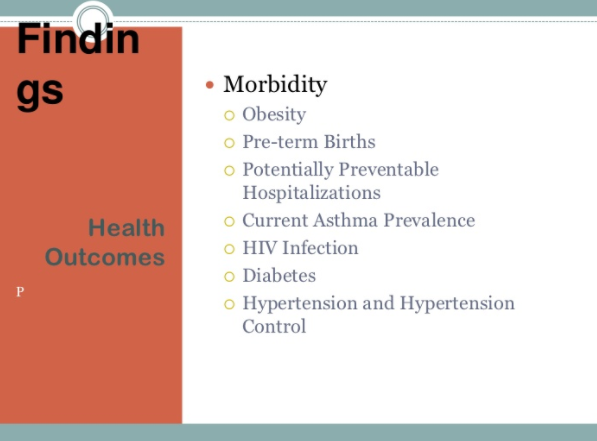 Findin
gs
Health
Outcomes
P
Morbidity
Obesity
Pre-term Births
Potentially Preventable
Hospitalizations
Current Asthma Prevalence
HIV Infection
Diabetes
Hypertension and Hypertension
Control